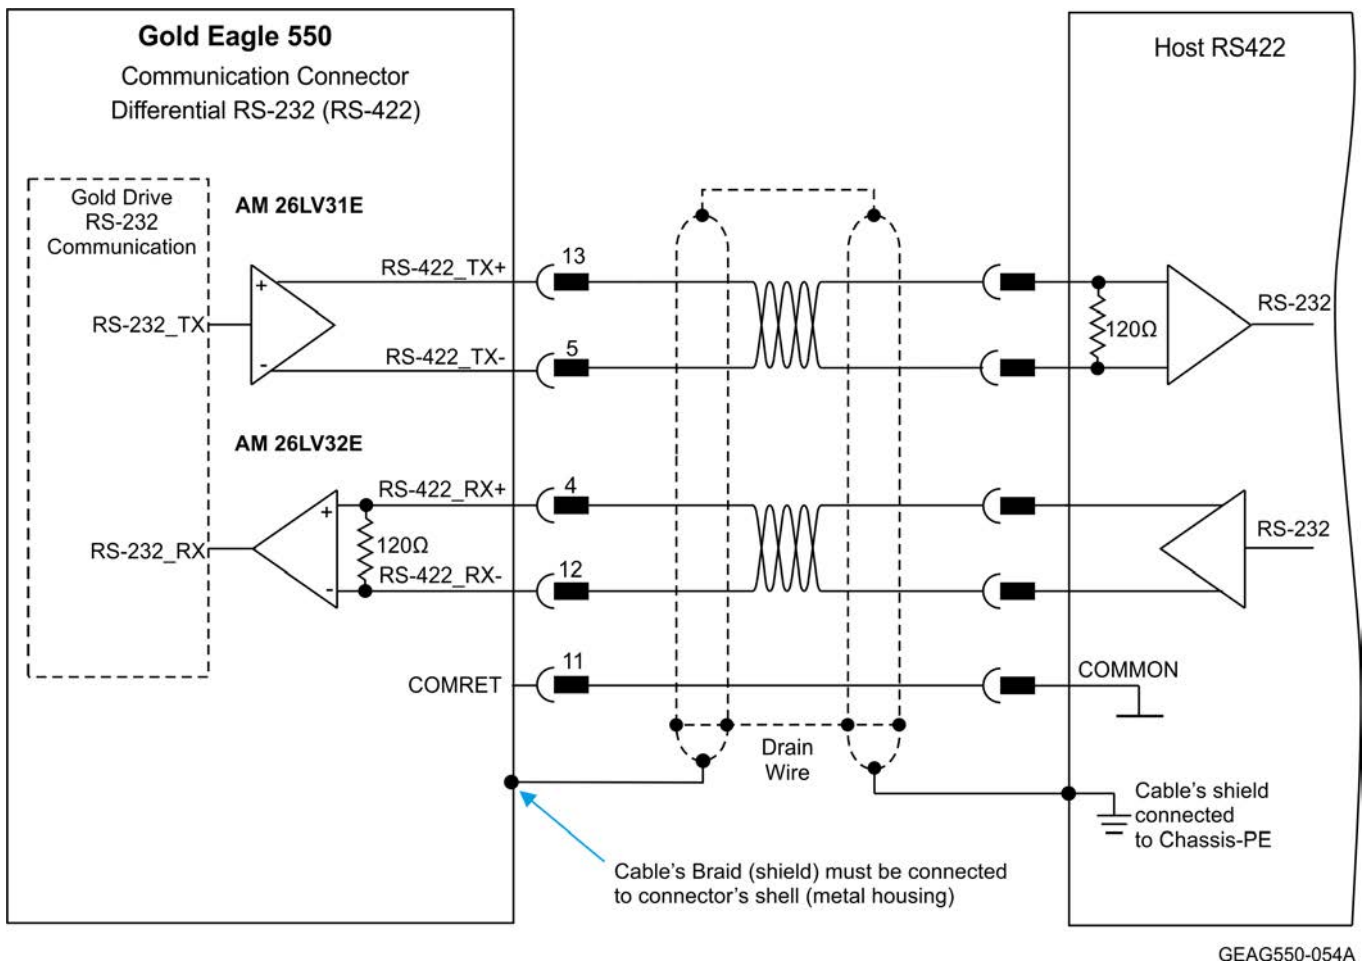 Gold Eagle 550
Communication Connector
Differential RS-232 (RS-422)
Host RS422
Gold Drive
RS-232
Communication
AM 26LV31E
RS-422_TX+
13
+
RS-232_TX
-
RS-422_TX-
5
120Ω
RS-232
AM 26LV32E
RS-422_RX+
4
+
RS-232_RX
120Ω
-
RS-422_RX-
12
RS-232
COMRET
11
COMMON
Drain
Wire
Cable's shield
connected
to Chassis-PE
Cable's Braid (shield) must be connected
to connector's shell (metal housing)
GEAG550-054A